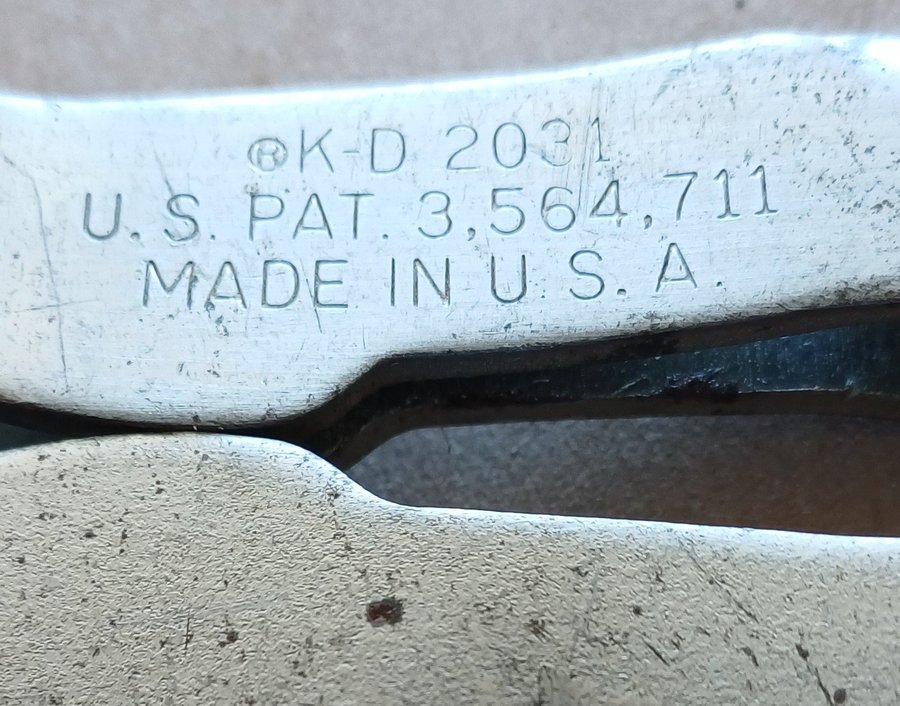 ®K-D 2031
U.S. PAT. 3,564,711
MADE IN U.S.A.